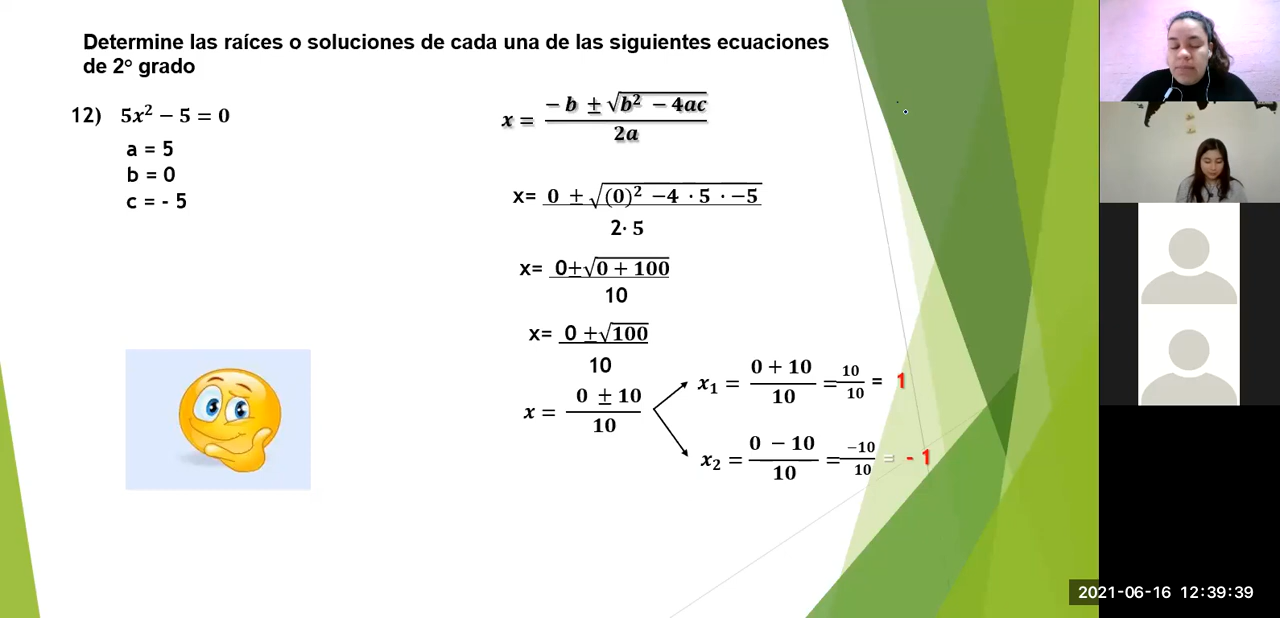 Determine las raíces o soluciones de cada una de las siguientes ecuaciones
de 2° grado
12) 5x² − 5 = 0
a = 5
b = 0
c = - 5
x = (− b ± √(b² − 4ac)) / 2a
x= 0 ± √((0)² −4 · 5 · −5)
2· 5
x= 0±√(0 + 100)
10
x= 0 ±√100
10
x = (0 ± 10) / 10
x₁ = (0 + 10) / 10 = 10 / 10 = 1
x₂ = (0 − 10) / 10 = −10 / 10 = - 1
2021-06-16 12:39:39